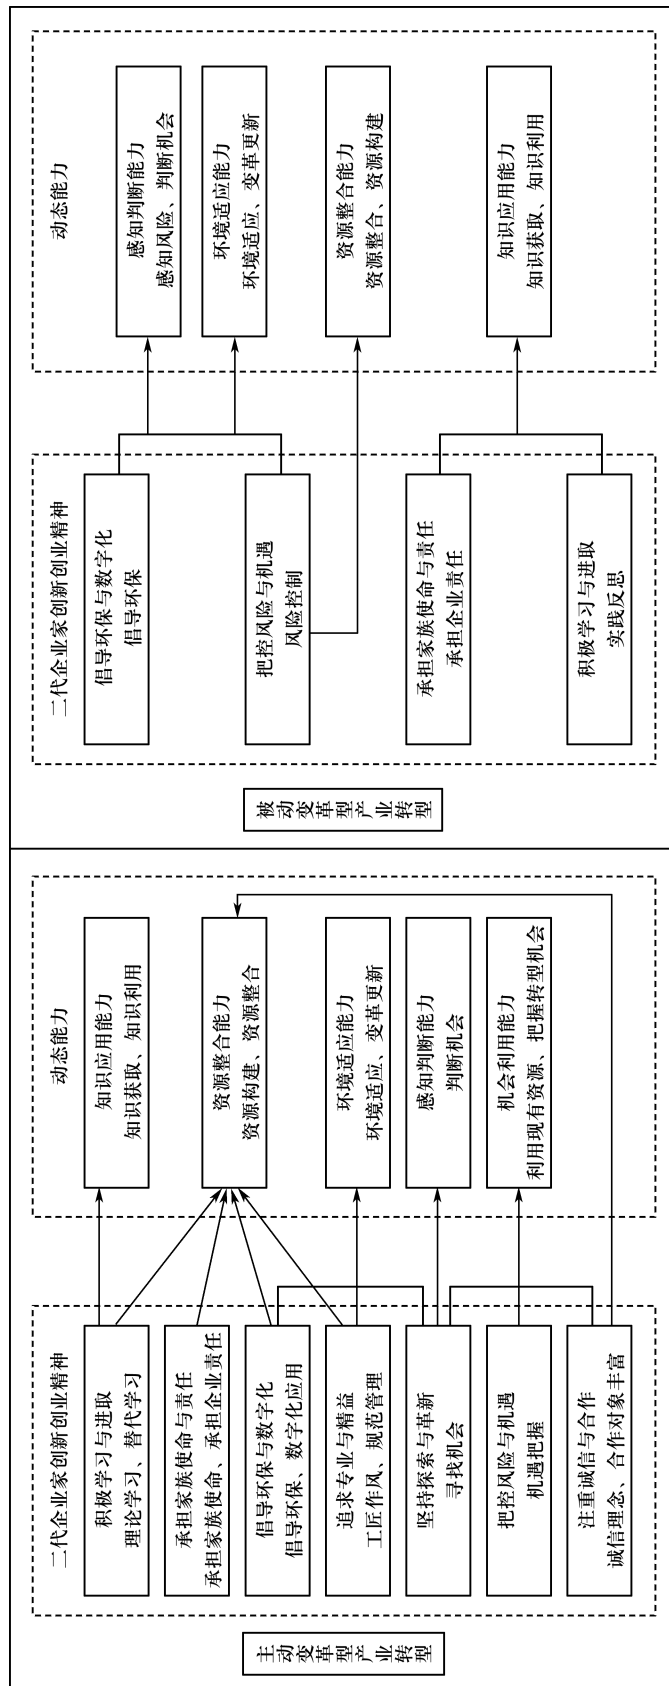 主动变革型产业转型
二代企业家创新创业精神
积极学习与进取
理论学习、替代学习
承担家族使命与责任
承担家族使命、承担企业责任
倡导环保与数字化
倡导环保、数字化应用
追求专业与精益
工匠作风、规范管理
坚持探索与革新
寻找机会
把控风险与机遇
机遇把握
注重诚信与合作
诚信理念、合作对象丰富
动态能力
知识应用能力
知识获取、知识利用
资源整合能力
资源构建、资源整合
环境适应能力
环境适应、变革更新
感知判断能力
判断机会
机会利用能力
利用现有资源、把握转型机会
被动变革型产业转型
二代企业家创新创业精神
倡导环保与数字化
倡导环保
把控风险与机遇
风险控制
承担家族使命与责任
承担企业责任
积极学习与进取
实践反思
动态能力
感知判断能力
感知风险、判断机会
环境适应能力
环境适应、变革更新
资源整合能力
资源整合、资源构建
知识应用能力
知识获取、知识利用